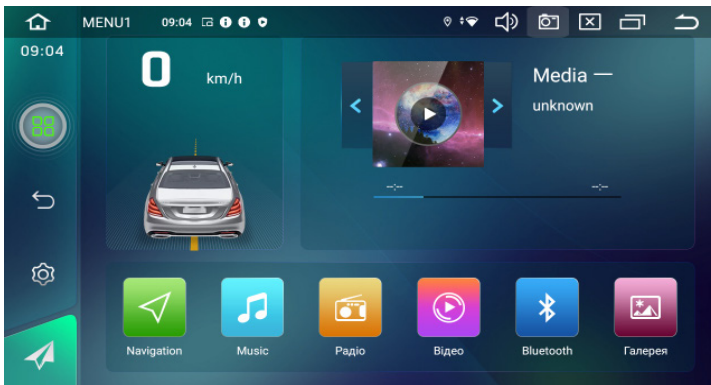 MENU1 09:04
09:04
0 km/h
Media —
unknown
--:-- --:--
Navigation Music Радіо Відео Bluetooth Галерея